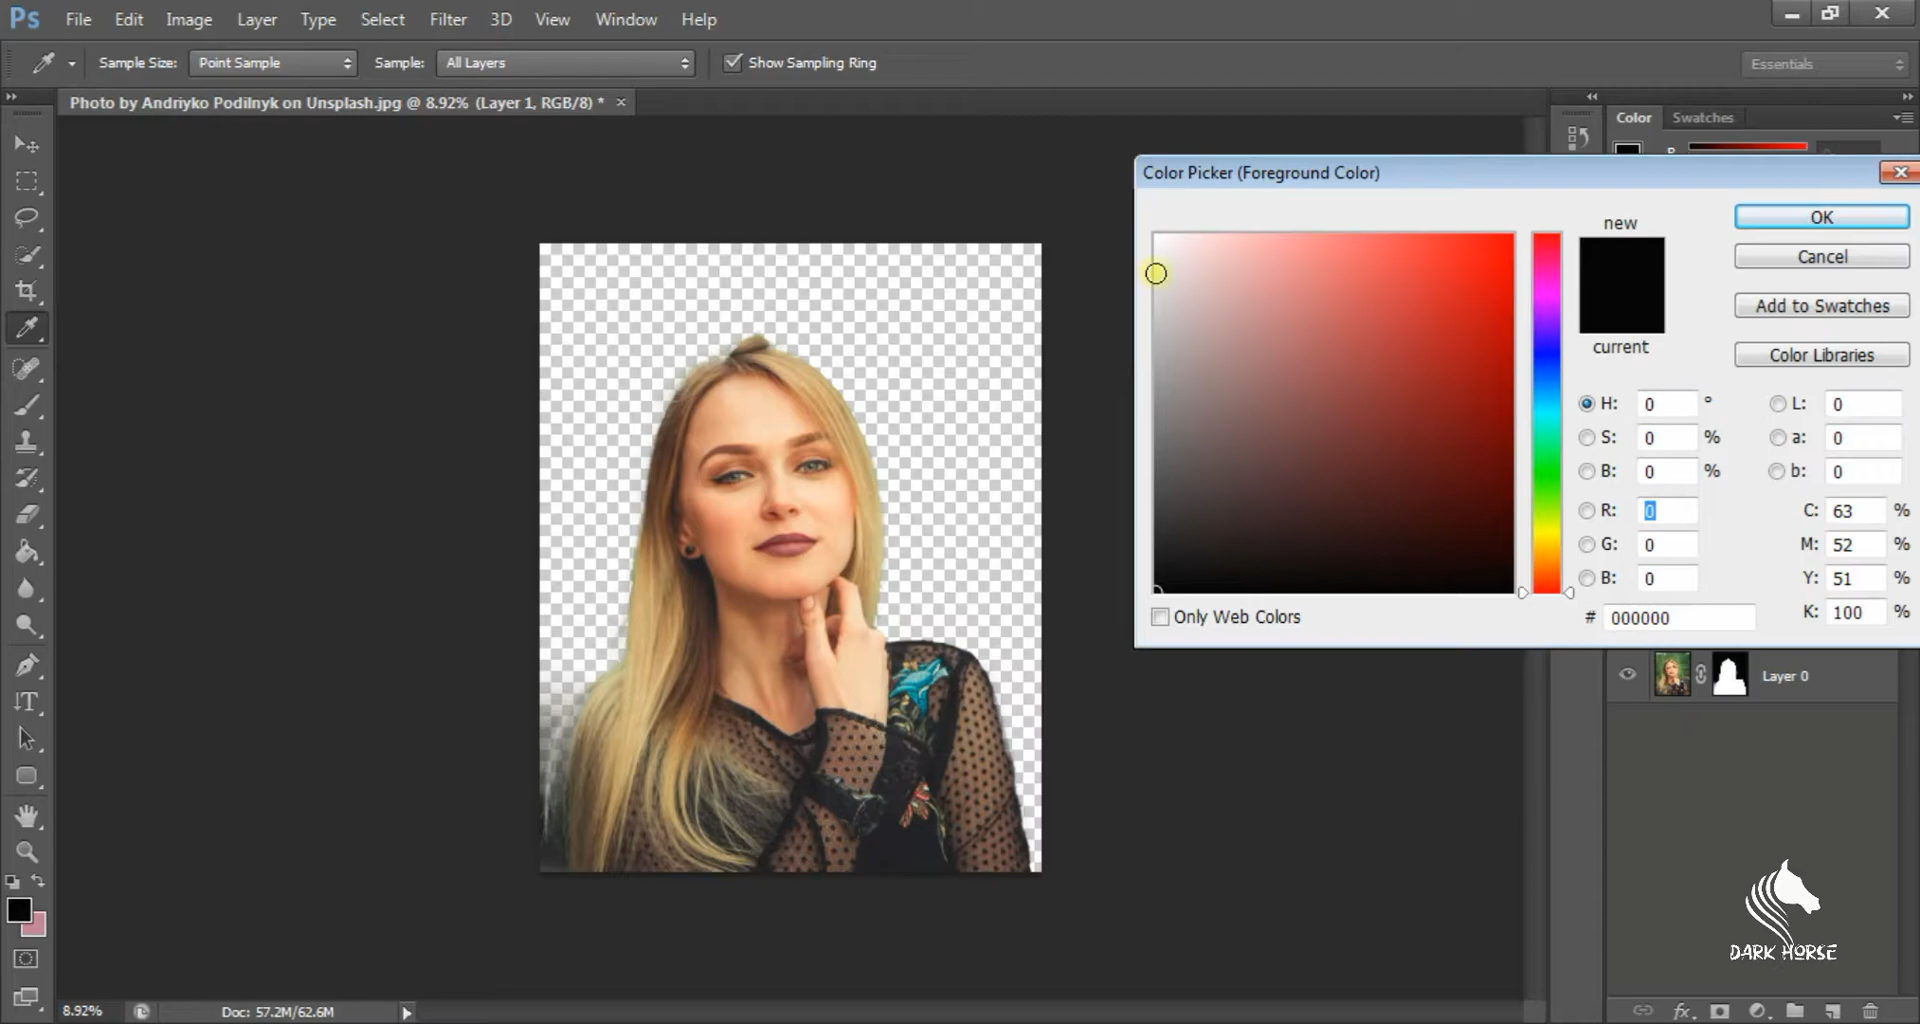 Ps File Edit Image Layer Type Select Filter 3D View Window Help
Sample Size: Point Sample Sample: All Layers Show Sampling Ring Essentials
Photo by Andriyko Podilnyk on Unsplash.jpg @ 8.92% (Layer 1, RGB/8) * ×
Color Swatches
Color Picker (Foreground Color)
new
OK
Cancel
Add to Swatches
current
Color Libraries
H: 0 ° L: 0
S: 0 % a: 0
B: 0 % b: 0
R: 0 C: 63 %
G: 0 M: 52 %
B: 0 Y: 51 %
Only Web Colors # 000000 K: 100 %
Layer 0
DARK HORSE
8.92% Doc: 57.2M/62.6M
fx